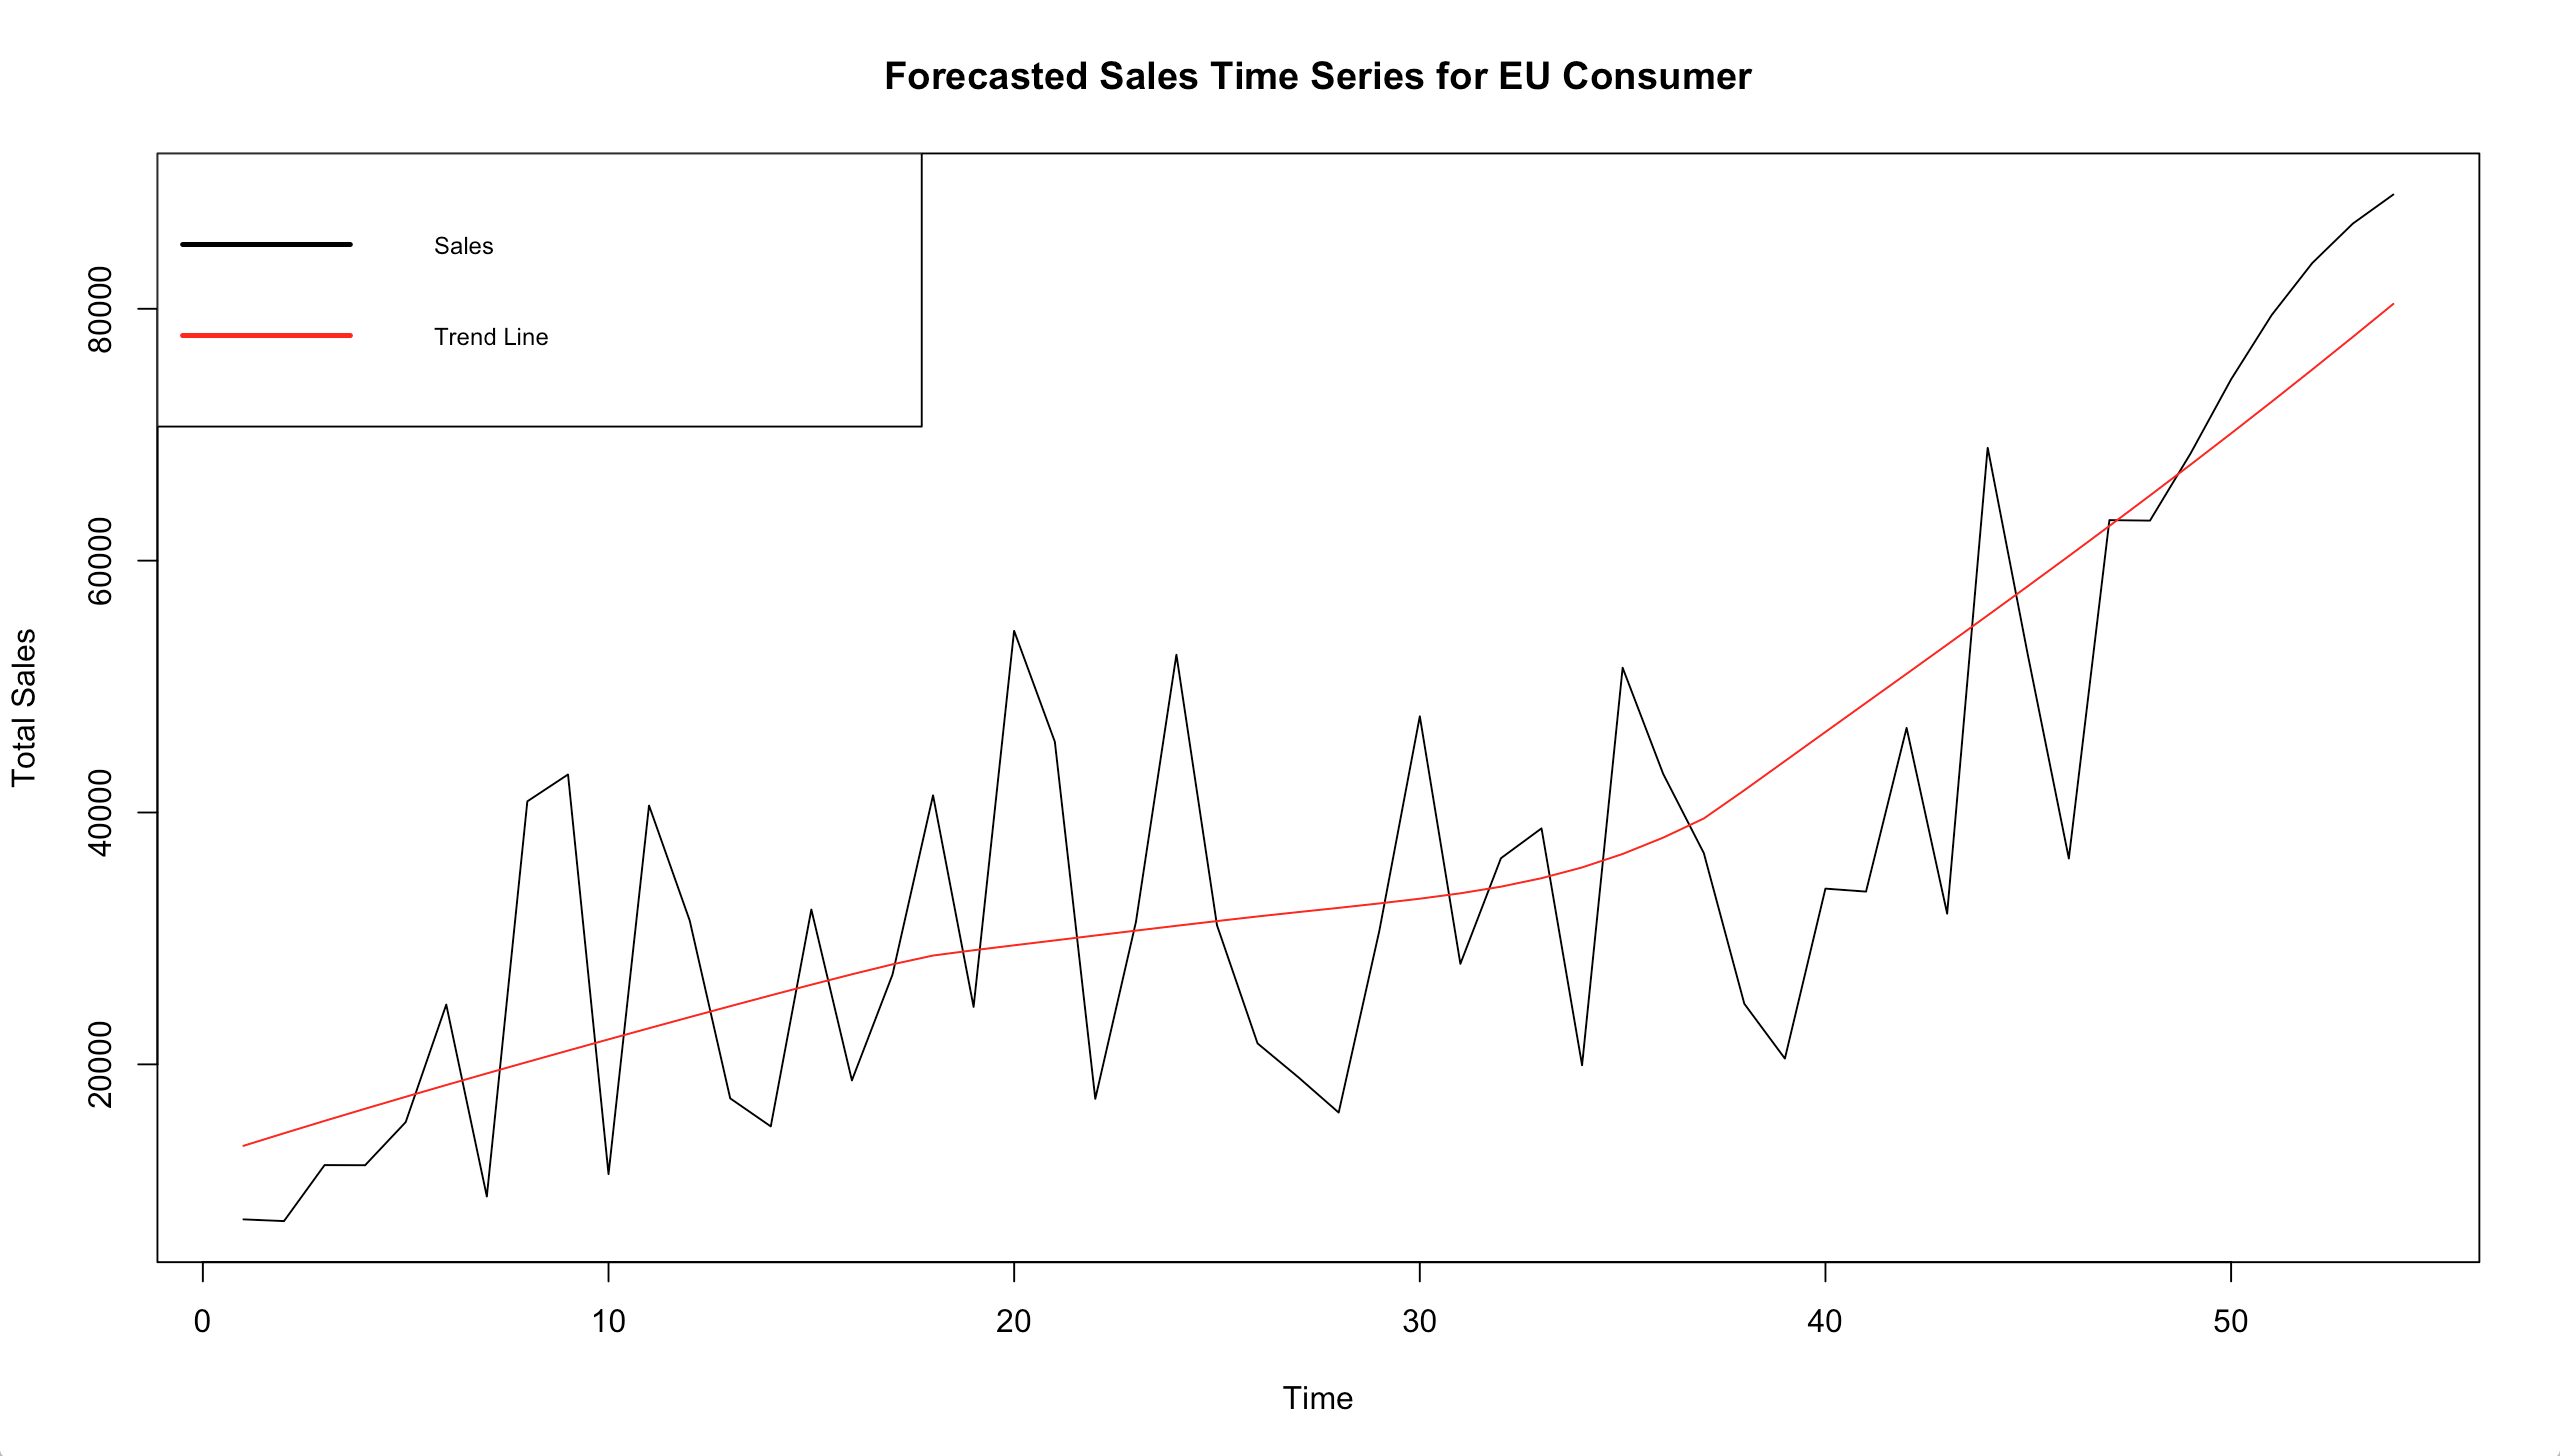 Forecasted Sales Time Series for EU Consumer
Sales
Trend Line
80000
60000
40000
20000
Total Sales
0 10 20 30 40 50
Time